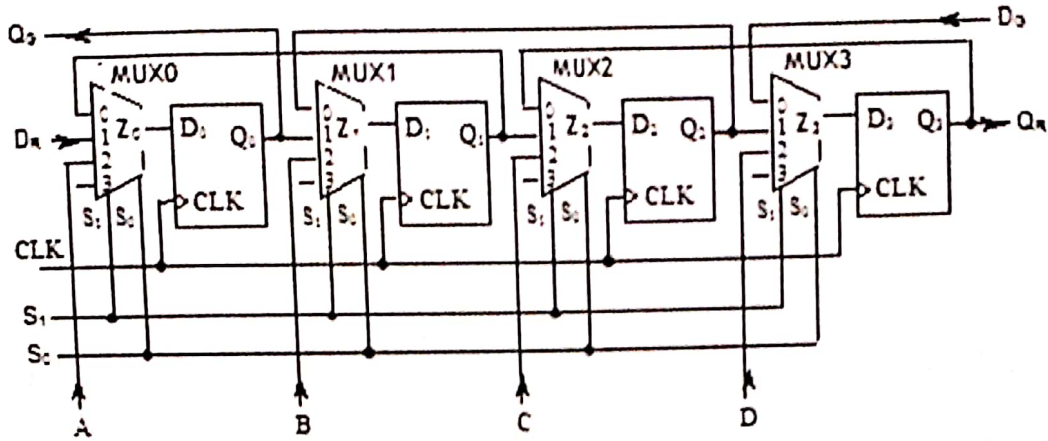 Q₀ D₀
MUX0 MUX1 MUX2 MUX3
0 0 0 0
1 Z₀ D₀ Q₀ 1 Z₁ D₁ Q₁ 1 Z₂ D₂ Q₂ 1 Z₃ D₃ Q₃ Qᴿ
Dᴿ
2 2 2 2
3 3 3 3
CLK CLK CLK CLK
S₁ S₀ S₁ S₀ S₁ S₀ S₁ S₀
CLK
S₁
S₀
A B C D